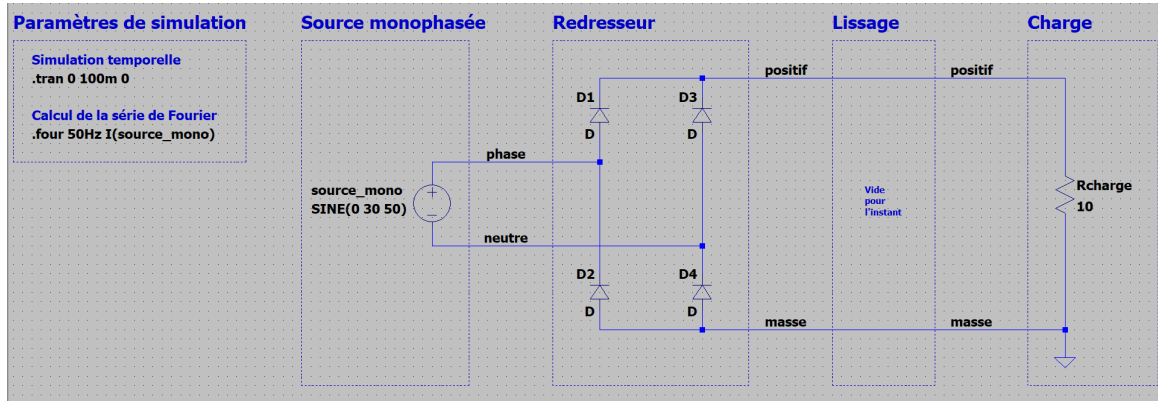 Paramètres de simulation
Simulation temporelle
.tran 0 100m 0
Calcul de la série de Fourier
.four 50Hz I(source_mono)
Source monophasée
source_mono
SINE(0 30 50)
phase
neutre
Redresseur
D1
D
D3
D
D2
D
D4
D
Lissage
positif
Vide
pour
l'instant
masse
Charge
positif
Rcharge
10
masse